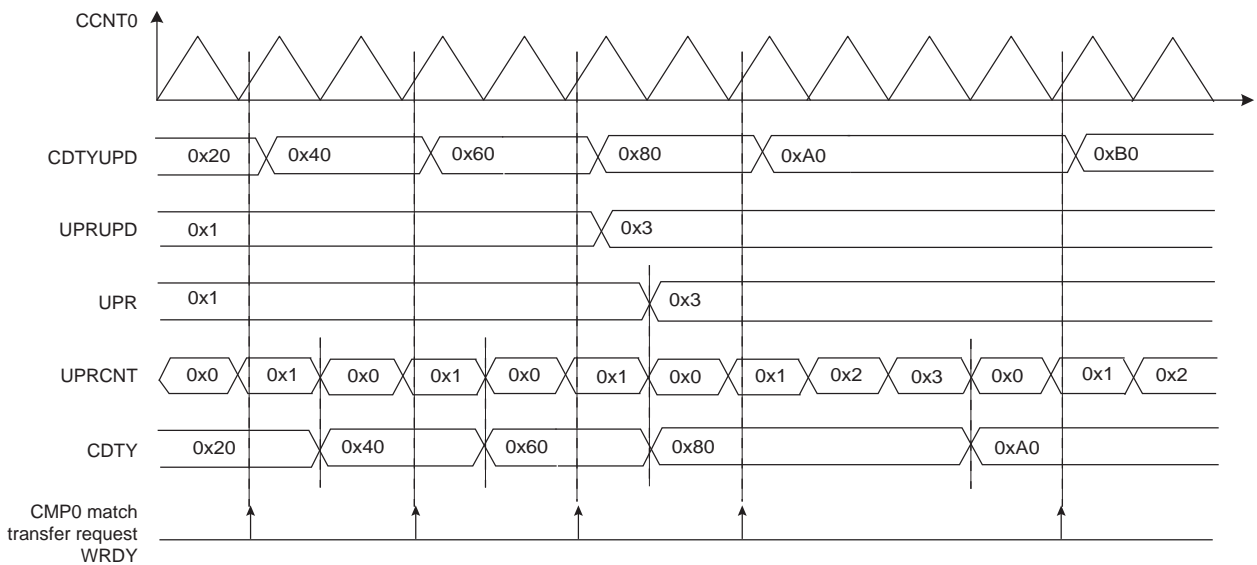 CCNT0
CDTYUPD 0x20 0x40 0x60 0x80 0xA0 0xB0
UPRUPD 0x1 0x3
UPR 0x1 0x3
UPRCNT 0x0 0x1 0x0 0x1 0x0 0x1 0x0 0x1 0x2 0x3 0x0 0x1 0x2
CDTY 0x20 0x40 0x60 0x80 0xA0
CMP0 match
transfer request
WRDY